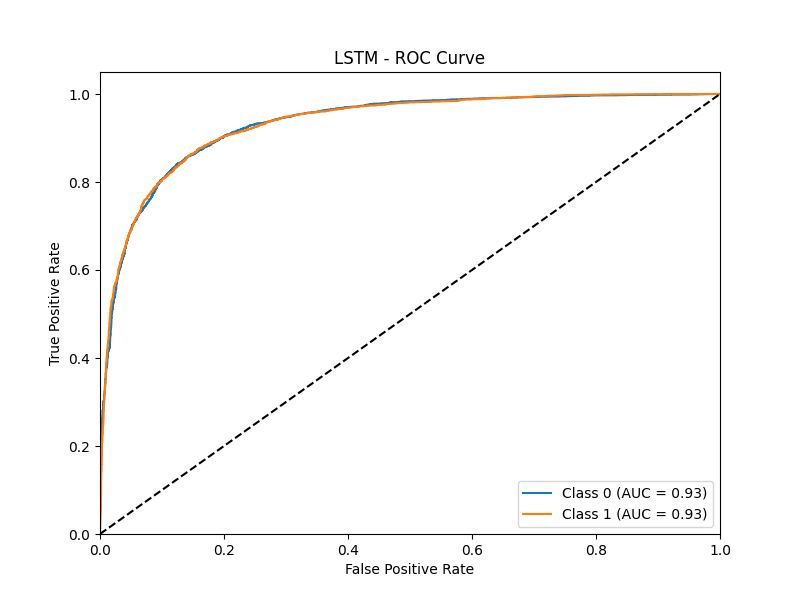 LSTM - ROC Curve
1.0
0.8
0.6
0.4
0.2
0.0
True Positive Rate
Class 0 (AUC = 0.93)
Class 1 (AUC = 0.93)
0.0 0.2 0.4 0.6 0.8 1.0
False Positive Rate